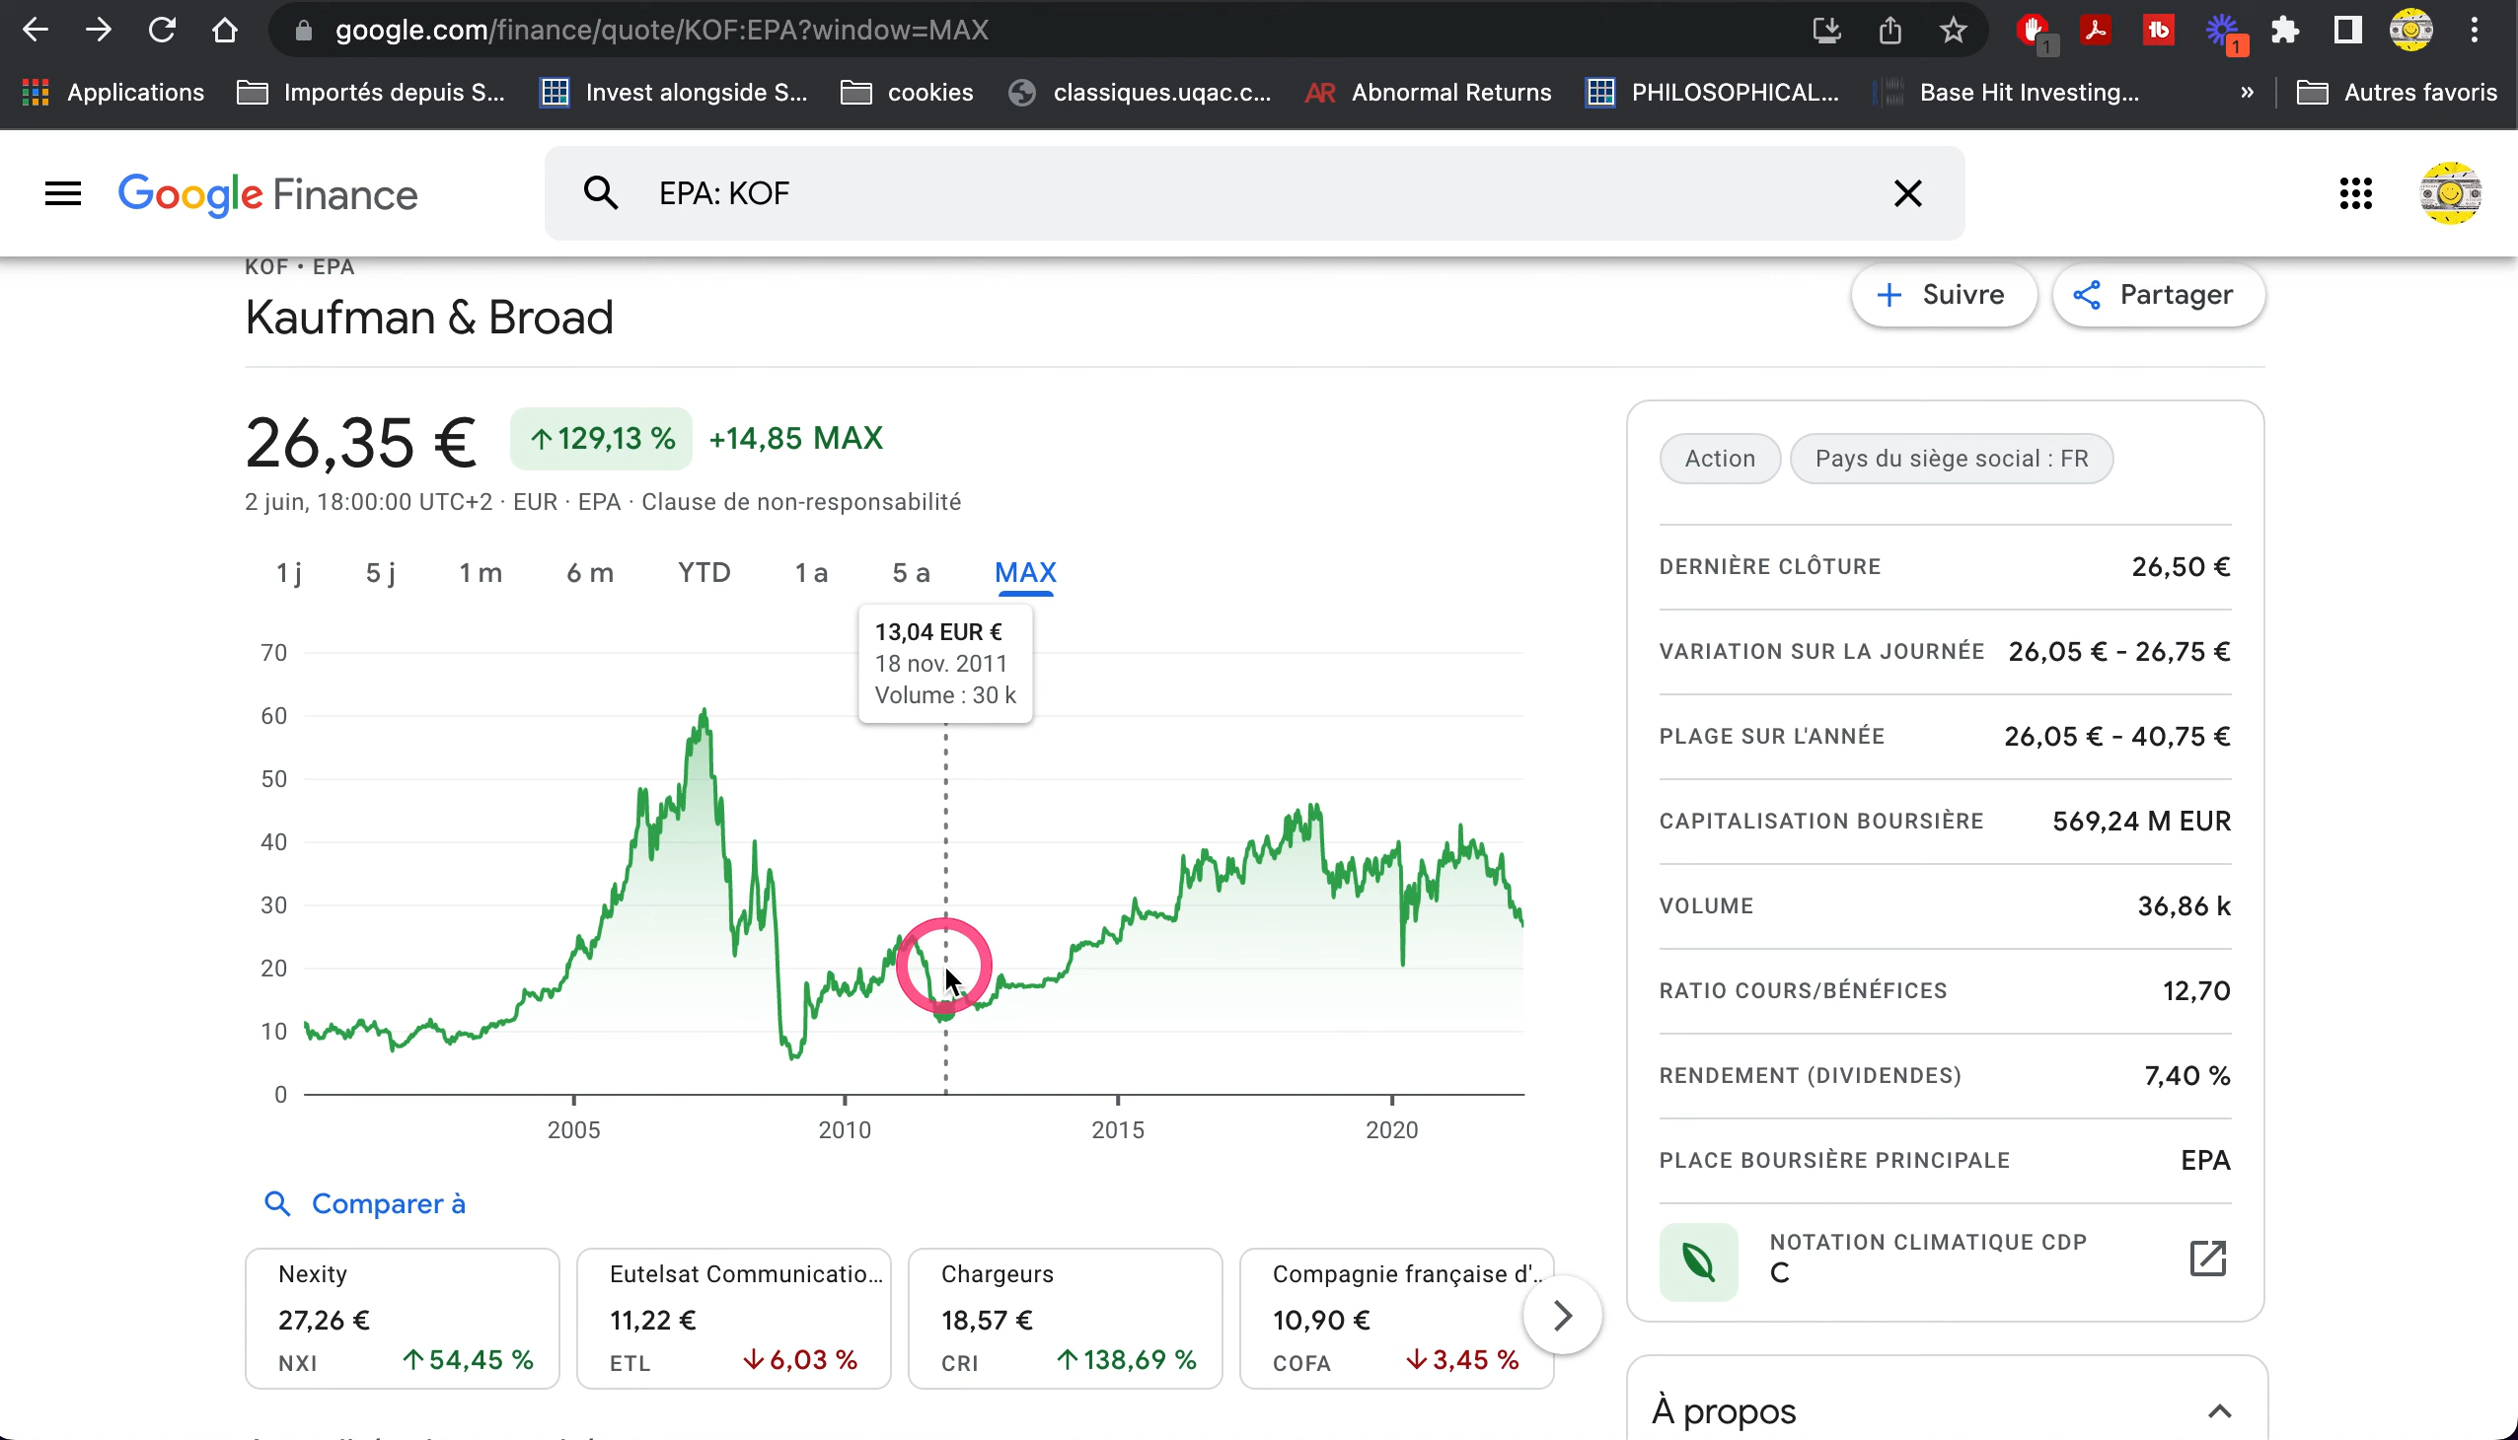 google.com/finance/quote/KOF:EPA?window=MAX
1
1
Applications
Importés depuis S...
Invest alongside S...
cookies
classiques.uqac.c...
AR Abnormal Returns
PHILOSOPHICAL...
Base Hit Investing...
»
Autres favoris
Google Finance
EPA: KOF
KOF • EPA
Kaufman & Broad
Suivre
Partager
26,35 €
↑129,13 %
+14,85 MAX
2 juin, 18:00:00 UTC+2 · EUR · EPA · Clause de non-responsabilité
1 j 5 j 1 m 6 m YTD 1 a 5 a MAX
13,04 EUR €
18 nov. 2011
Volume : 30 k
70
60
50
40
30
20
10
0
2005 2010 2015 2020
Comparer à
Nexity
27,26 €
NXI ↑54,45 %
Eutelsat Communicatio...
11,22 €
ETL ↓6,03 %
Chargeurs
18,57 €
CRI ↑138,69 %
Compagnie française d'...
10,90 €
COFA ↓3,45 %
Action
Pays du siège social : FR
DERNIÈRE CLÔTURE 26,50 €
VARIATION SUR LA JOURNÉE 26,05 € - 26,75 €
PLAGE SUR L'ANNÉE 26,05 € - 40,75 €
CAPITALISATION BOURSIÈRE 569,24 M EUR
VOLUME 36,86 k
RATIO COURS/BÉNÉFICES 12,70
RENDEMENT (DIVIDENDES) 7,40 %
PLACE BOURSIÈRE PRINCIPALE EPA
NOTATION CLIMATIQUE CDP
C
À propos